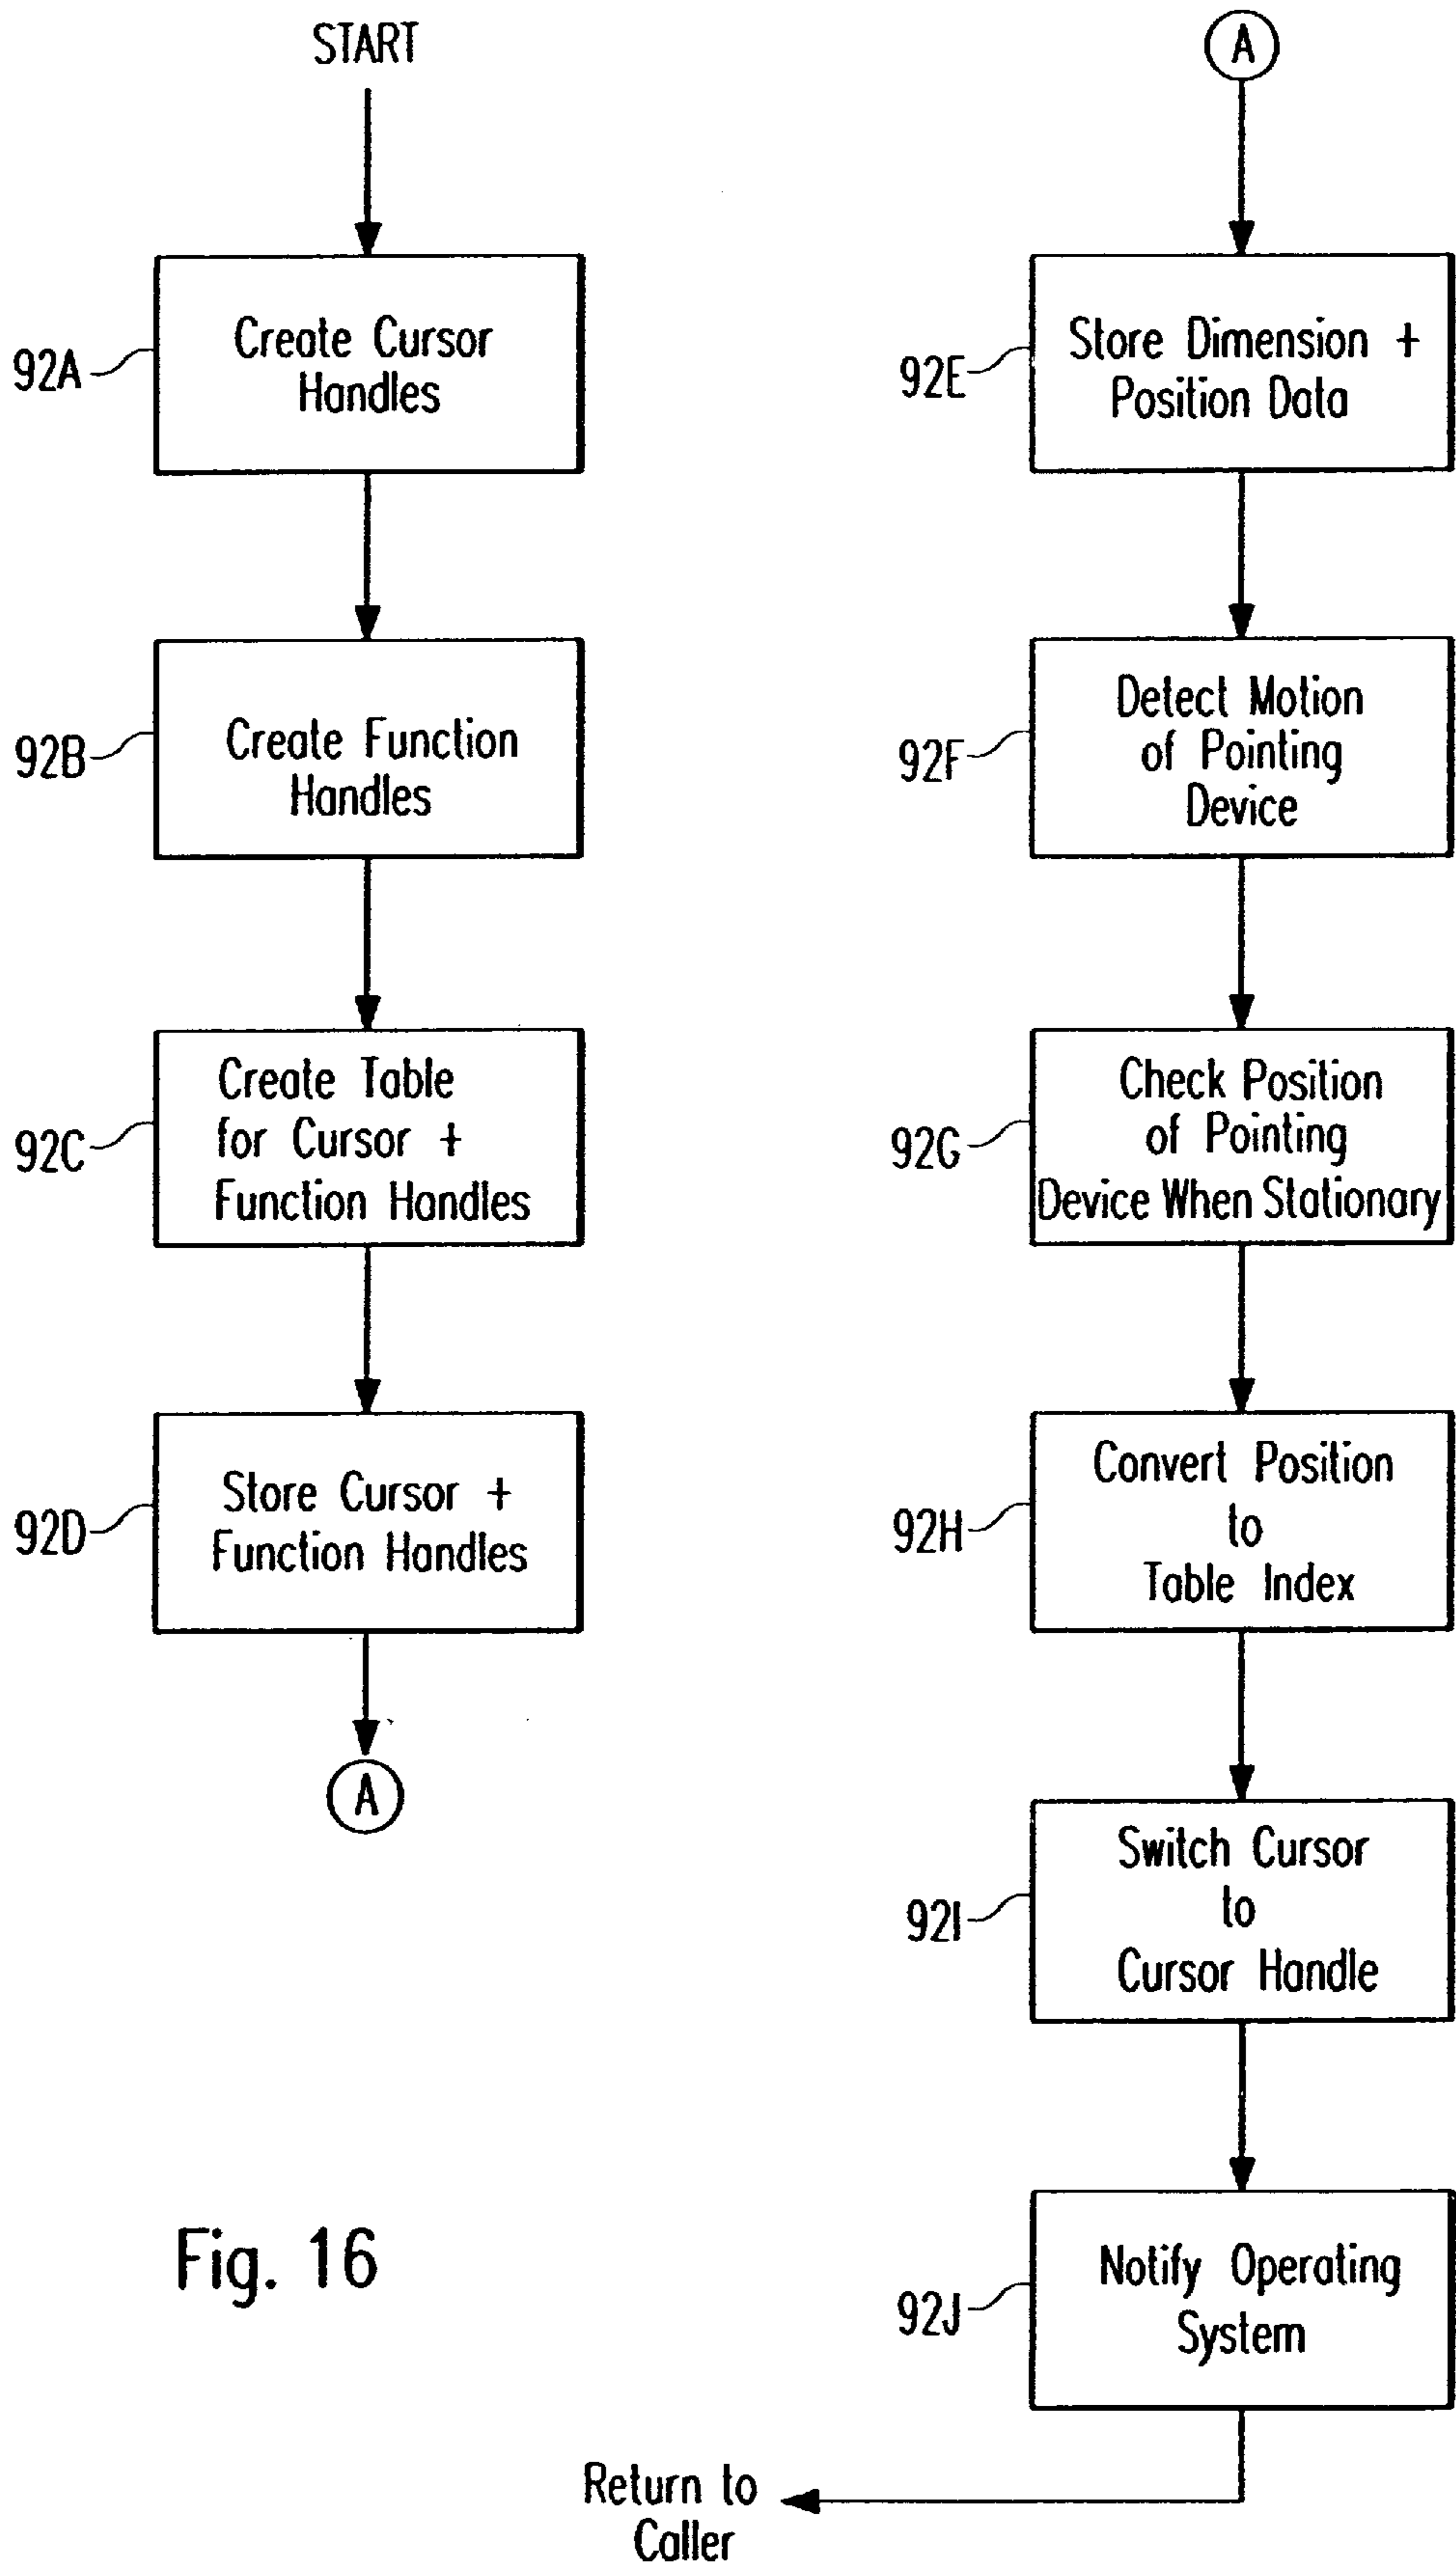 START
92A
Create Cursor
Handles
92B
Create Function
Handles
92C
Create Table
for Cursor +
Function Handles
92D
Store Cursor +
Function Handles
A
A
92E
Store Dimension +
Position Data
92F
Detect Motion
of Pointing
Device
92G
Check Position
of Pointing
Device When Stationary
92H
Convert Position
to
Table Index
92I
Switch Cursor
to
Cursor Handle
92J
Notify Operating
System
Return to
Caller
Fig. 16